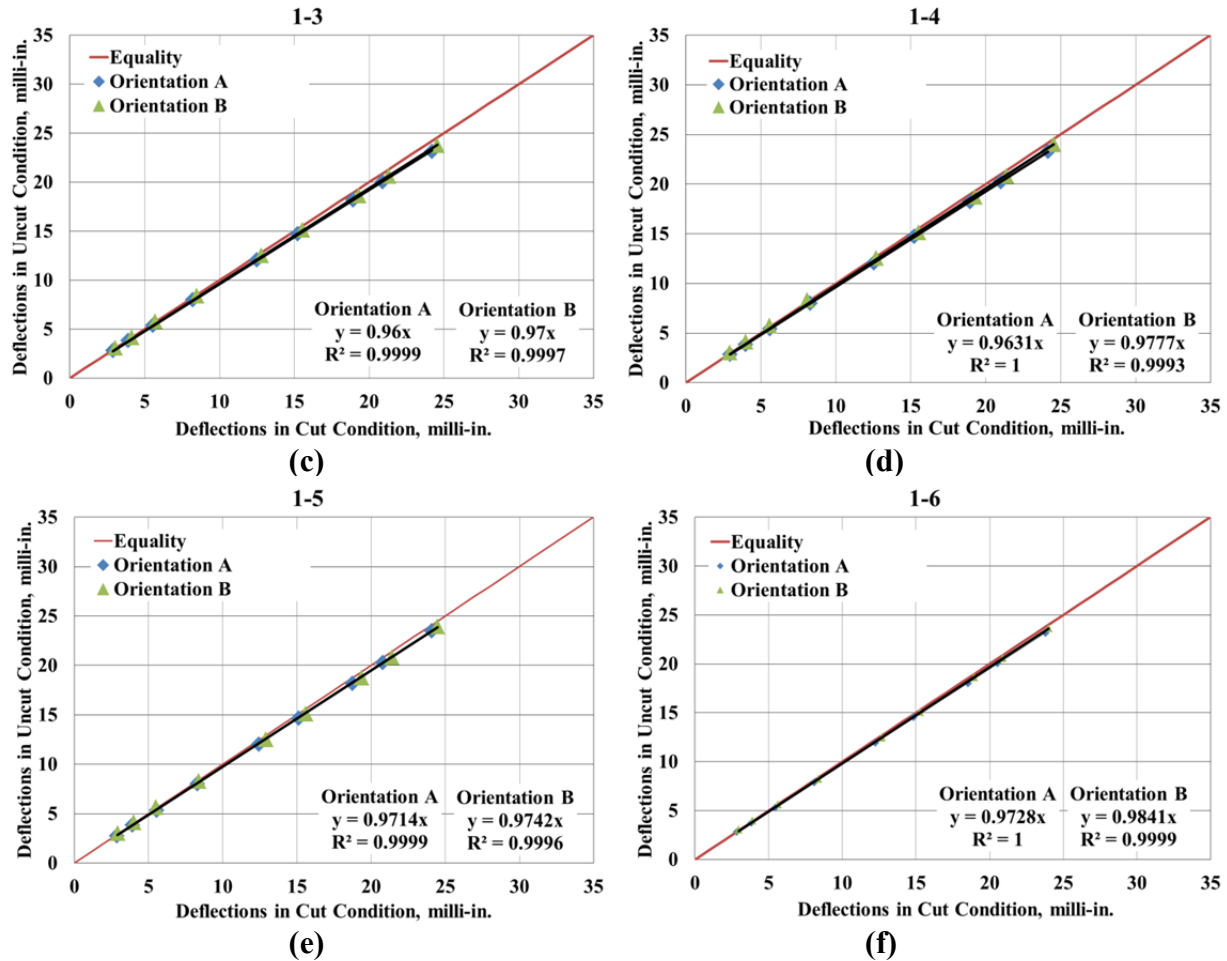 1-3
Deflections in Uncut Condition, milli-in.
35
30
25
20
15
10
5
0
Equality
Orientation A
Orientation B
Orientation A Orientation B
y = 0.96x y = 0.97x
R² = 0.9999 R² = 0.9997
0 5 10 15 20 25 30 35
Deflections in Cut Condition, milli-in.
(c)
1-4
Deflections in Uncut Condition, milli-in.
35
30
25
20
15
10
5
0
Equality
Orientation A
Orientation B
Orientation A Orientation B
y = 0.9631x y = 0.9777x
R² = 1 R² = 0.9993
0 5 10 15 20 25 30 35
Deflections in Cut Condition, milli-in.
(d)
1-5
Deflections in Uncut Condition, milli-in.
35
30
25
20
15
10
5
0
Equality
Orientation A
Orientation B
Orientation A Orientation B
y = 0.9714x y = 0.9742x
R² = 0.9999 R² = 0.9996
0 5 10 15 20 25 30 35
Deflections in Cut Condition, milli-in.
(e)
1-6
Deflections in Uncut Condition, milli-in.
35
30
25
20
15
10
5
0
Equality
Orientation A
Orientation B
Orientation A Orientation B
y = 0.9728x y = 0.9841x
R² = 1 R² = 0.9999
0 5 10 15 20 25 30 35
Deflections in Cut Condition, milli-in.
(f)